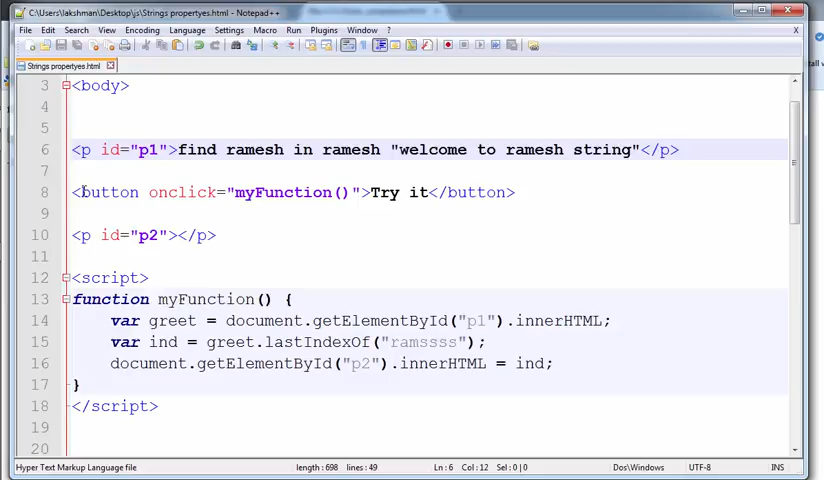 C:\Users\lakshman\Desktop\js\Strings propertyes.html - Notepad++
File Edit Search View Encoding Language Settings Macro Run Plugins Window ? X
Strings propertyes.html
3 <body>
4
5
6 <p id="p1">find ramesh in ramesh "welcome to ramesh string"</p>
7
8 <button onclick="myFunction()">Try it</button>
9
10 <p id="p2"></p>
11
12 <script>
13 function myFunction() {
14 var greet = document.getElementById("p1").innerHTML;
15 var ind = greet.lastIndexOf("ramssss");
16 document.getElementById("p2").innerHTML = ind;
17 }
18 </script>
19
20
Hyper Text Markup Language file length : 698 lines : 49 Ln : 6 Col : 12 Sel : 0 | 0 Dos\Windows UTF-8 INS